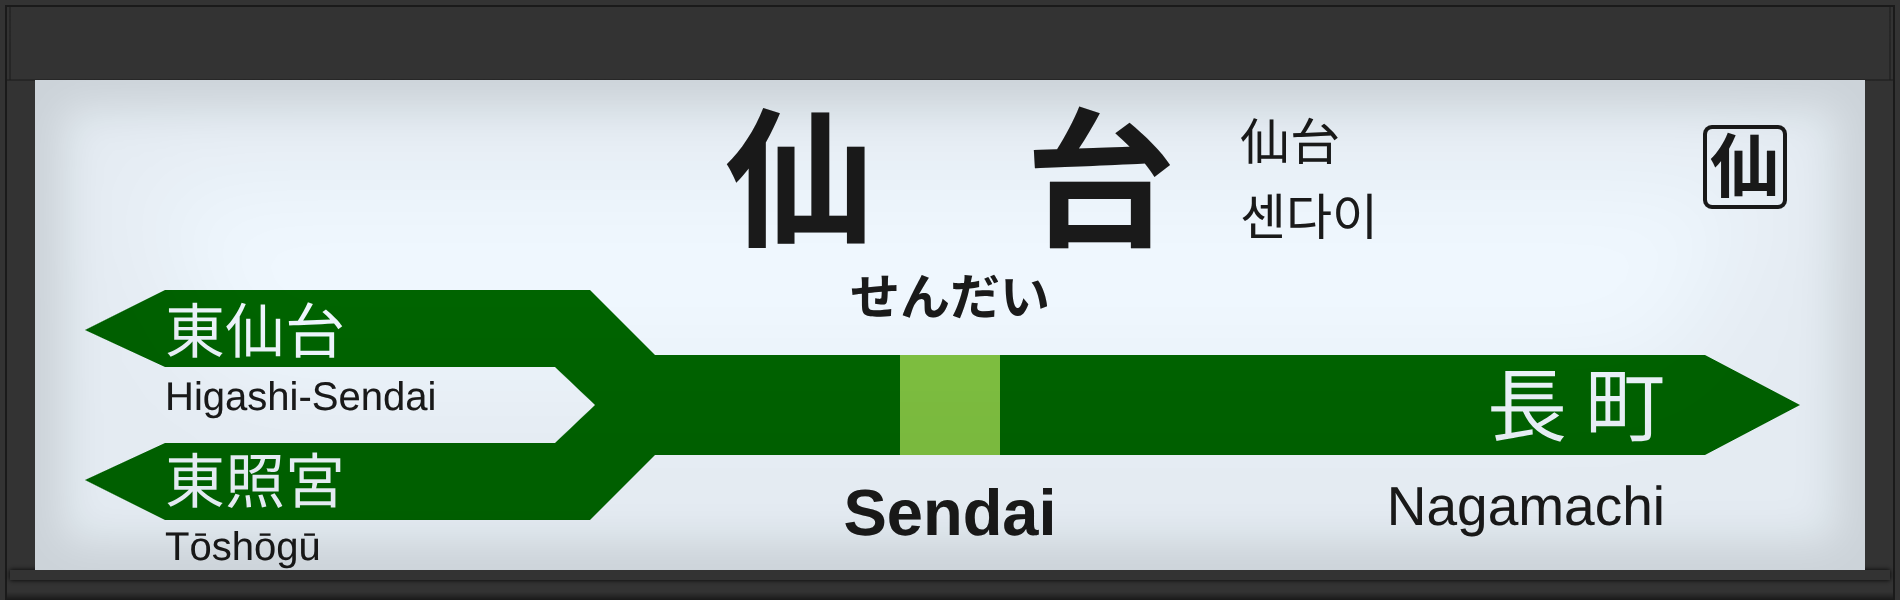 仙台
仙台
센다이
仙
せんだい
東仙台
Higashi-Sendai
東照宮
Tōshōgū
長町
Sendai
Nagamachi